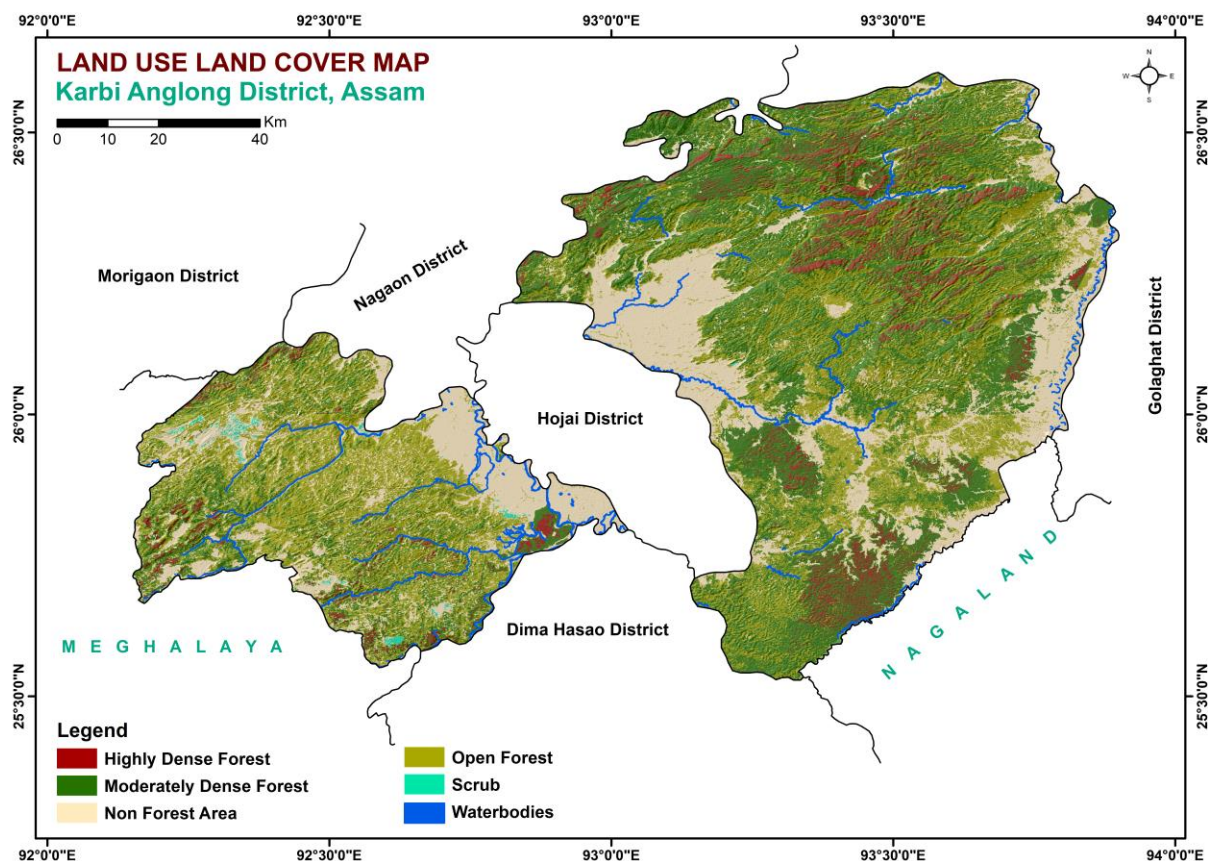 92°0'0"E 92°30'0"E 93°0'0"E 93°30'0"E 94°0'0"E
LAND USE LAND COVER MAP
Karbi Anglong District, Assam
Km
0 10 20 40
N
W E
S
26°30'0"N 26°30'0"N
Morigaon District
Nagaon District
Golaghat District
26°0'0"N 26°0'0"N
Hojai District
Dima Hasao District
MEGHALAYA
NAGALAND
25°30'0"N 25°30'0"N
Legend
Highly Dense Forest
Moderately Dense Forest
Non Forest Area
Open Forest
Scrub
Waterbodies
92°0'0"E 92°30'0"E 93°0'0"E 93°30'0"E 94°0'0"E